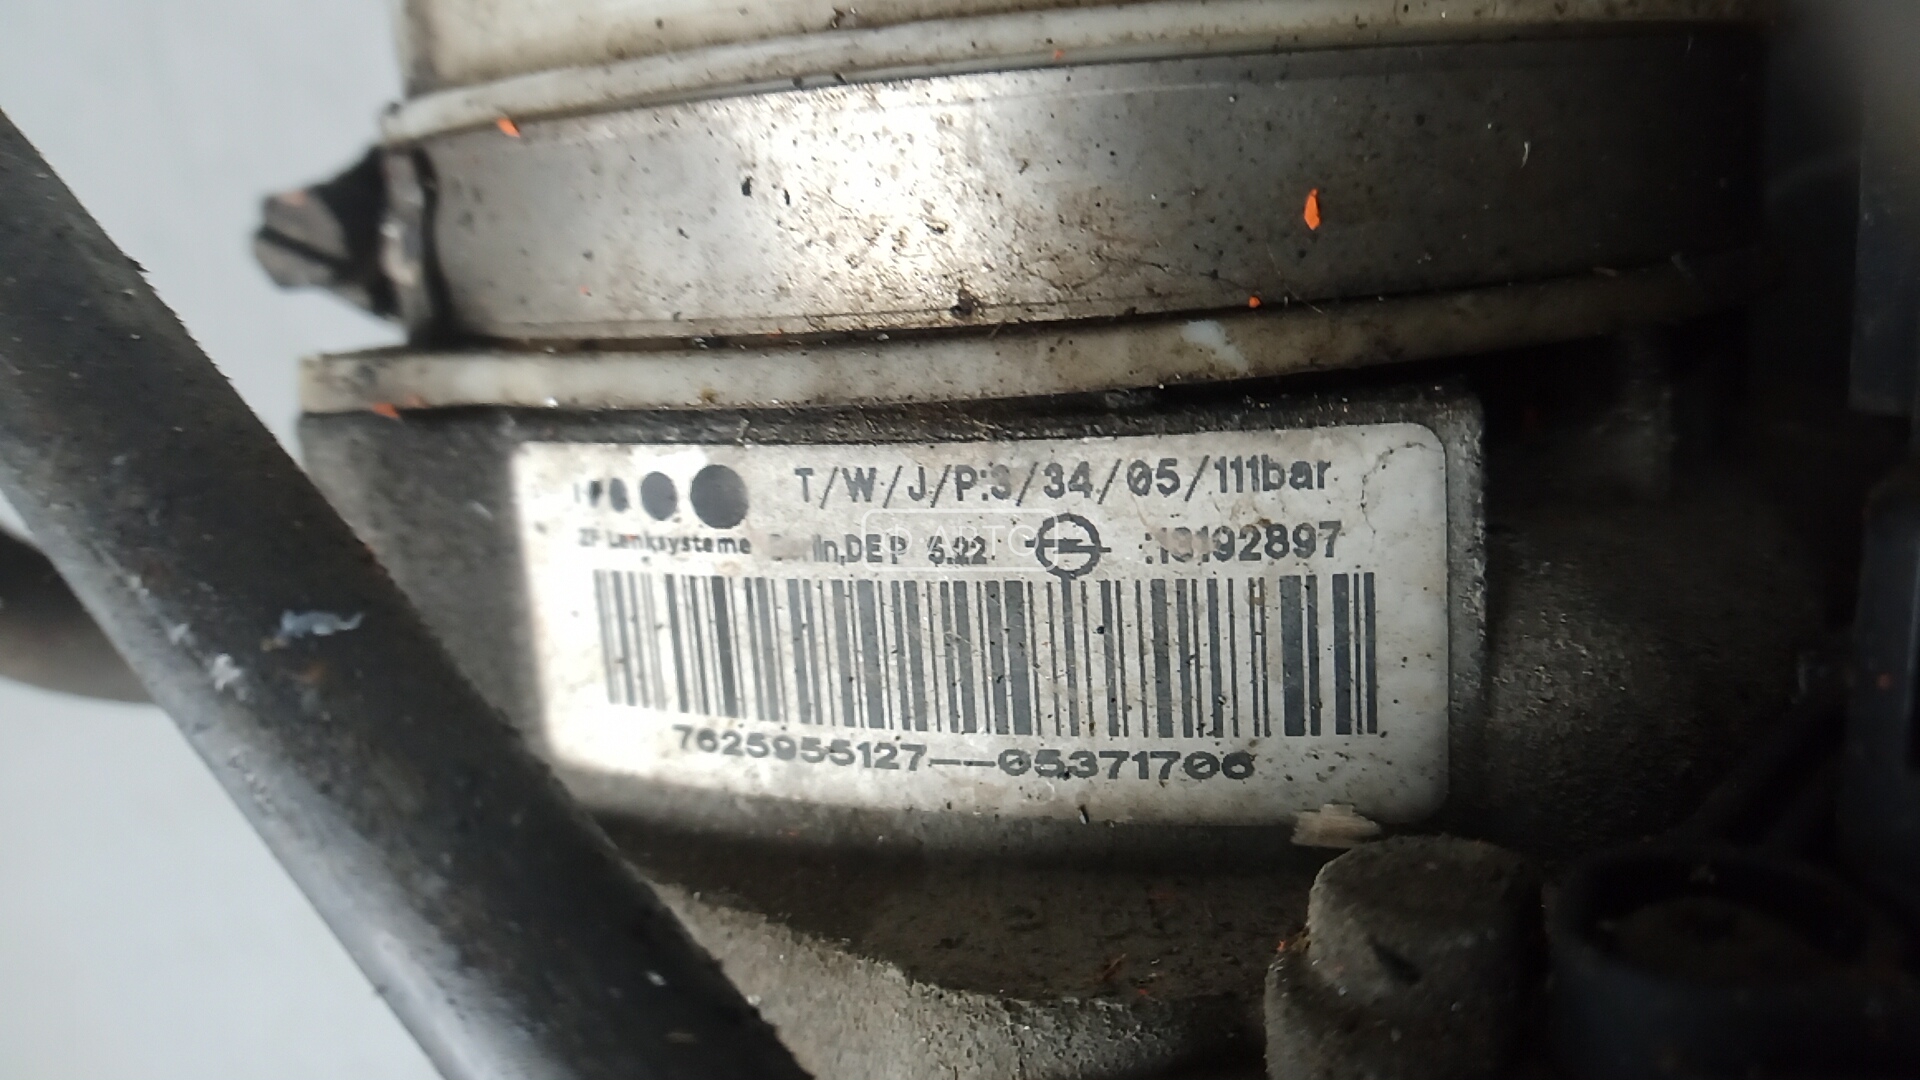 T/W/J/P:3/34/05/111bar
ZF Lenksysteme Berlin,DE P 5.22 :13192897
7625955127--05371706